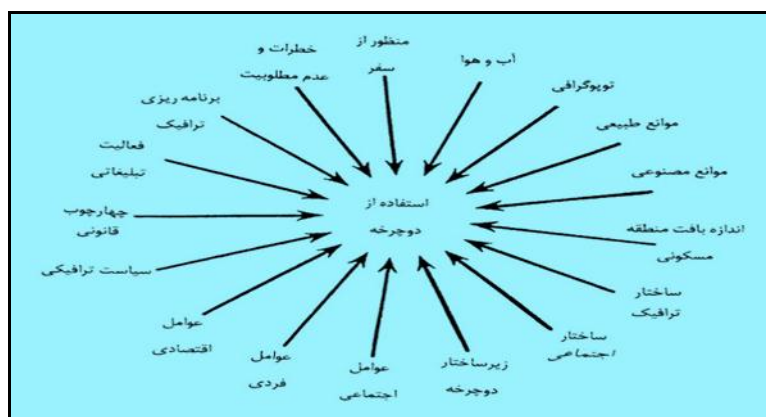 منظور از
سفر
آب و هوا
توپوگرافی
موانع طبیعی
موانع مصنوعی
اندازه بافت منطقه
مسکونی
ساختار
ترافیک
ساختار
اجتماعی
زیرساختار
دوچرخه
عوامل
اجتماعی
عوامل
فردی
عوامل
اقتصادی
سیاست ترافیکی
چهارچوب
قانونی
فعالیت
تبلیغاتی
برنامه ریزی
ترافیک
خطرات و
عدم مطلوبیت
استفاده از
دوچرخه